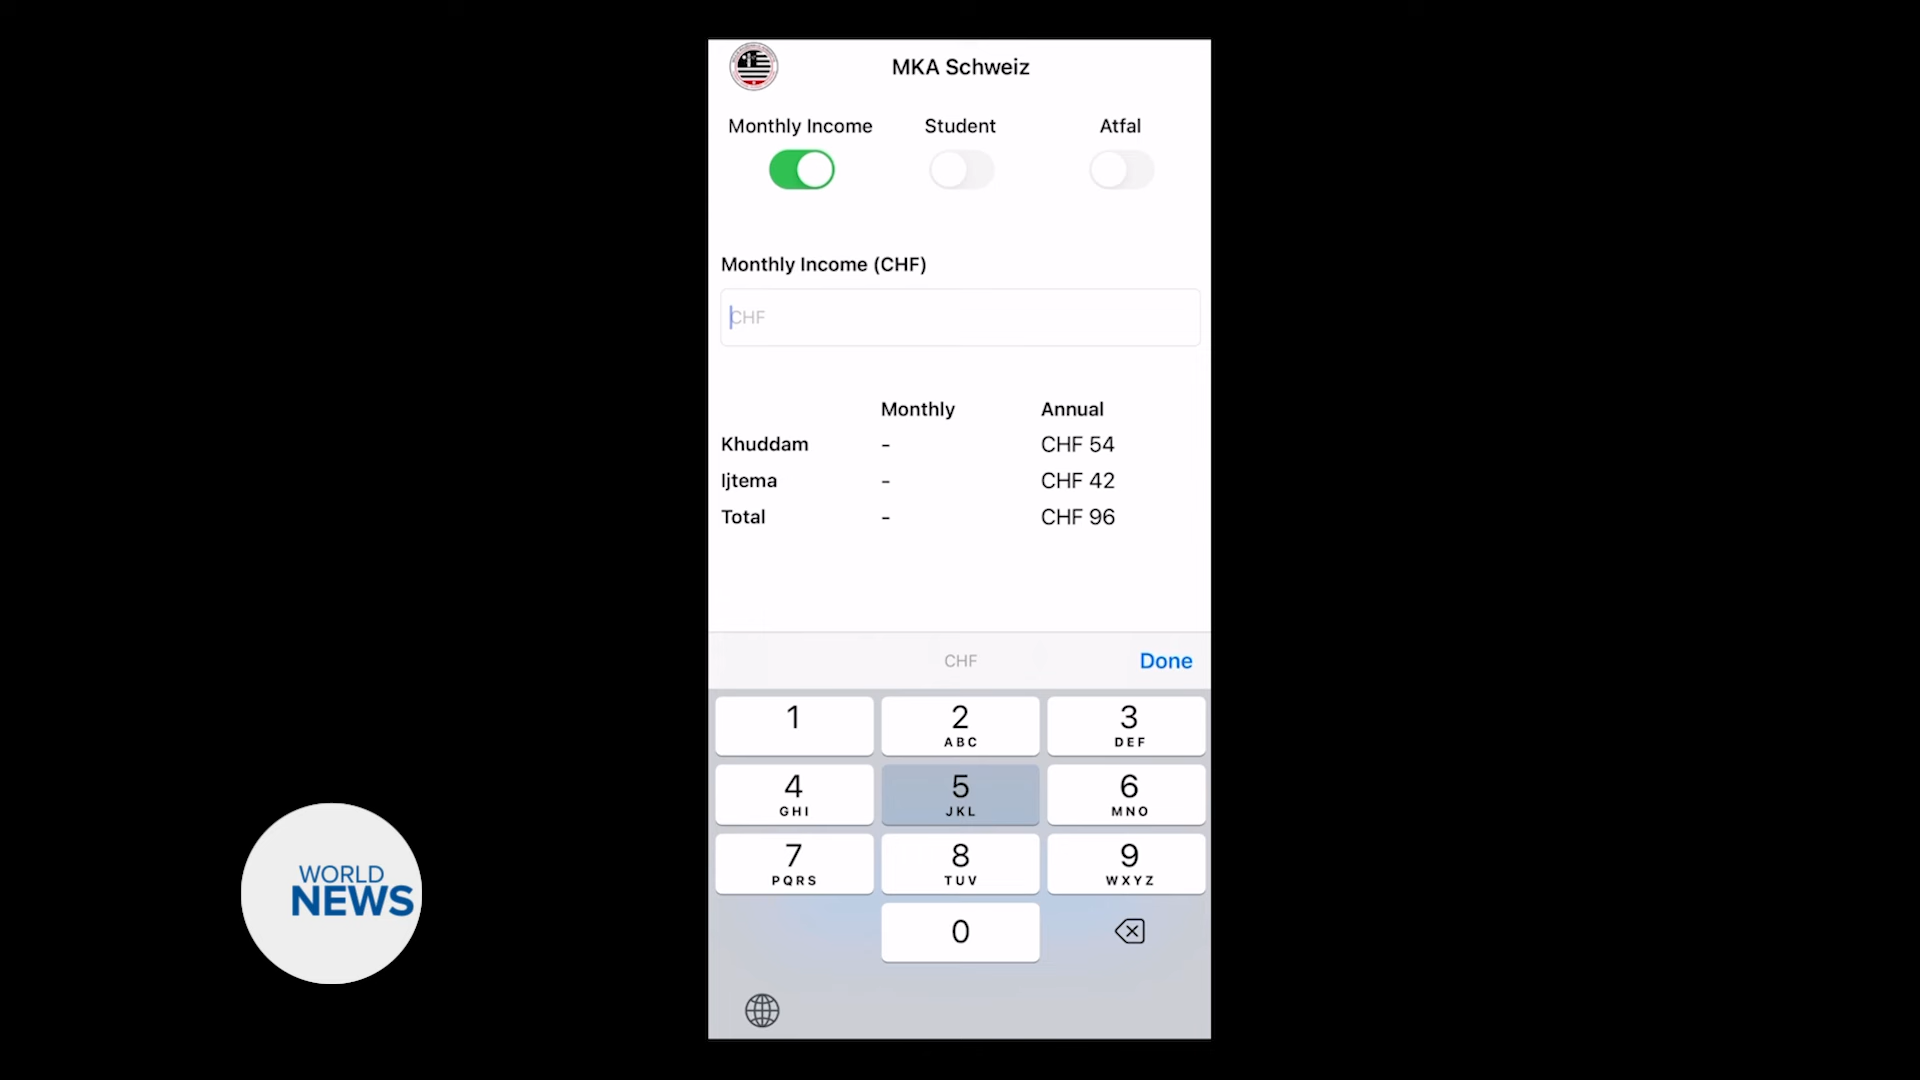 MKA Schweiz
Monthly Income Student Atfal
Monthly Income (CHF)
CHF
Monthly Annual
Khuddam - CHF 54
Ijtema - CHF 42
Total - CHF 96
CHF Done
1 2 3
ABC DEF
4 5 6
GHI JKL MNO
7 8 9
PQRS TUV WXYZ
0
WORLD
NEWS